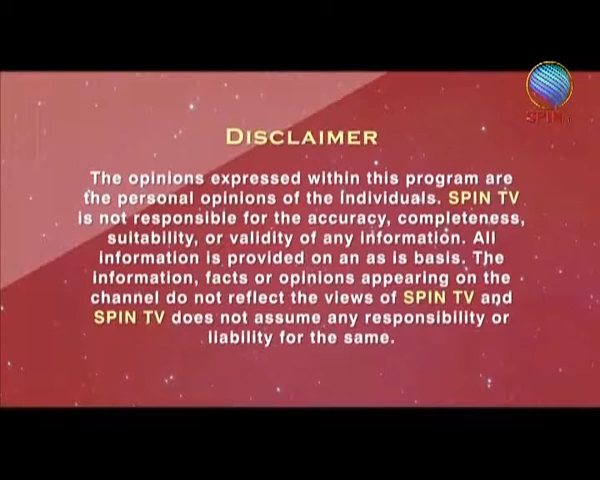 SPIN
DISCLAIMER
The opinions expressed within this program are
the personal opinions of the individuals. SPIN TV
is not responsible for the accuracy, completeness,
suitability, or validity of any information. All
information is provided on an as is basis. The
information, facts or opinions appearing on the
channel do not reflect the views of SPIN TV and
SPIN TV does not assume any responsibility or
liability for the same.